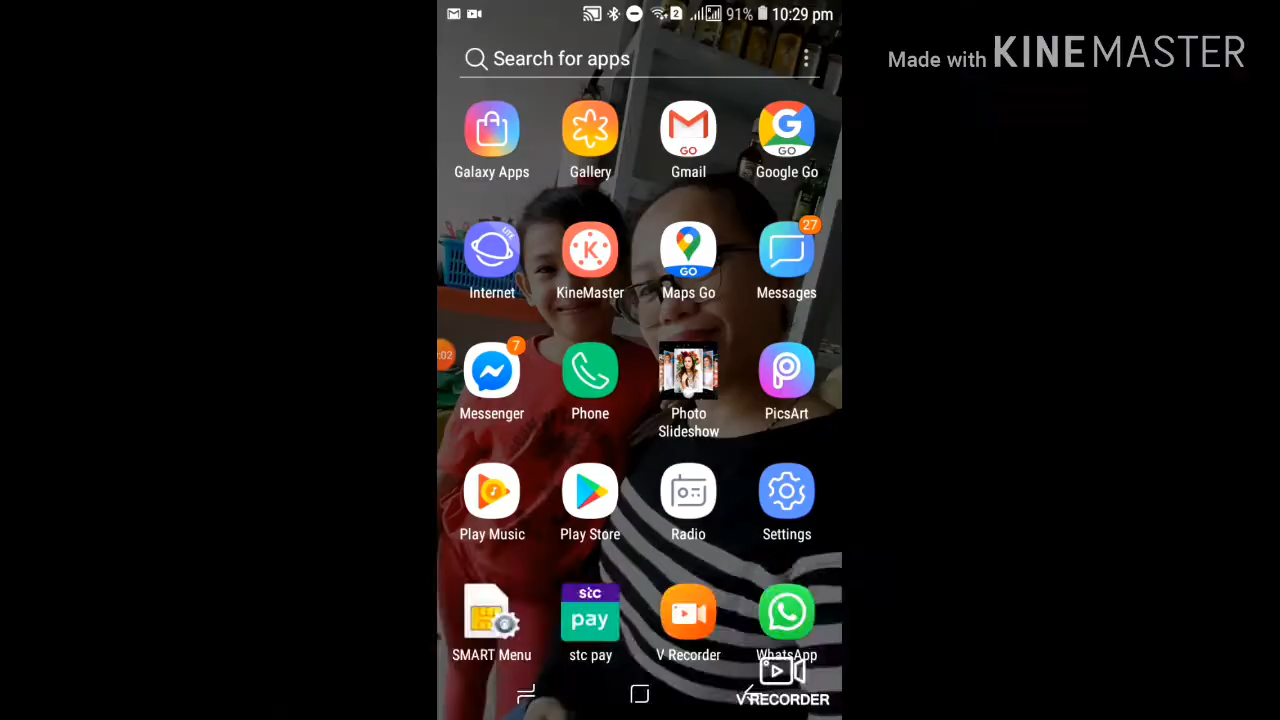 91% 10:29 pm
Made with KINEMASTER
Search for apps
Galaxy Apps
Gallery
GO
Gmail
G
GO
Google Go
LITE
Internet
K
KineMaster
GO
Maps Go
27
Messages
:02
7
Messenger
Phone
Photo
Slideshow
PicsArt
Play Music
Play Store
Radio
Settings
SMART Menu
stc
pay
stc pay
V Recorder
WhatsApp
V RECORDER